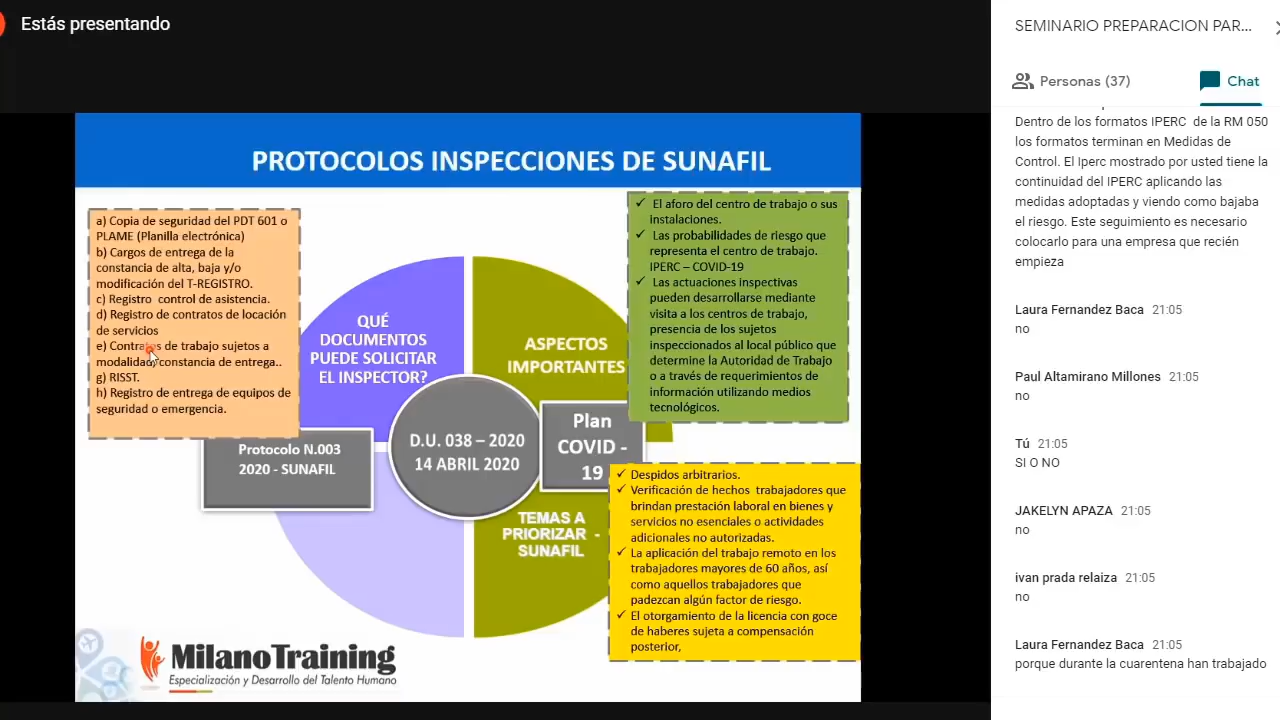 Estás presentando
SEMINARIO PREPARACION PAR...
Personas (37)
Chat
PROTOCOLOS INSPECCIONES DE SUNAFIL
a) Copia de seguridad del PDT 601 o
PLAME (Planilla electrónica)
b) Cargos de entrega de la
constancia de alta, baja y/o
modificación del T-REGISTRO.
c) Registro control de asistencia.
d) Registro de contratos de locación
de servicios
e) Contratos de trabajo sujetos a
modalidad, constancia de entrega..
g) RISST.
h) Registro de entrega de equipos de
seguridad o emergencia.
QUÉ
DOCUMENTOS
PUEDE SOLICITAR
EL INSPECTOR?
ASPECTOS
IMPORTANTES
✓ El aforo del centro de trabajo o sus
instalaciones.
✓ Las probabilidades de riesgo que
representa el centro de trabajo.
IPERC – COVID-19
✓ Las actuaciones inspectivas
pueden desarrollarse mediante
visita a los centros de trabajo,
presencia de los sujetos
inspeccionados al local público que
determine la Autoridad de Trabajo
o a través de requerimientos de
información utilizando medios
tecnológicos.
Protocolo N.003
2020 - SUNAFIL
D.U. 038 – 2020
14 ABRIL 2020
Plan
COVID -
19
TEMAS A
PRIORIZAR -
SUNAFIL
✓ Despidos arbitrarios.
✓ Verificación de hechos trabajadores que
brindan prestación laboral en bienes y
servicios no esenciales o actividades
adicionales no autorizadas.
✓ La aplicación del trabajo remoto en los
trabajadores mayores de 60 años, así
como aquellos trabajadores que
padezcan algún factor de riesgo.
✓ El otorgamiento de la licencia con goce
de haberes sujeta a compensación
posterior,
Milano Training
Especialización y Desarrollo del Talento Humano
Dentro de los formatos IPERC de la RM 050
los formatos terminan en Medidas de
Control. El Iperc mostrado por usted tiene la
continuidad del IPERC aplicando las
medidas adoptadas y viendo como bajaba
el riesgo. Este seguimiento es necesario
colocarlo para una empresa que recién
empieza
Laura Fernandez Baca 21:05
no
Paul Altamirano Millones 21:05
no
Tú 21:05
SI O NO
JAKELYN APAZA 21:05
no
ivan prada relaiza 21:05
no
Laura Fernandez Baca 21:05
porque durante la cuarentena han trabajado